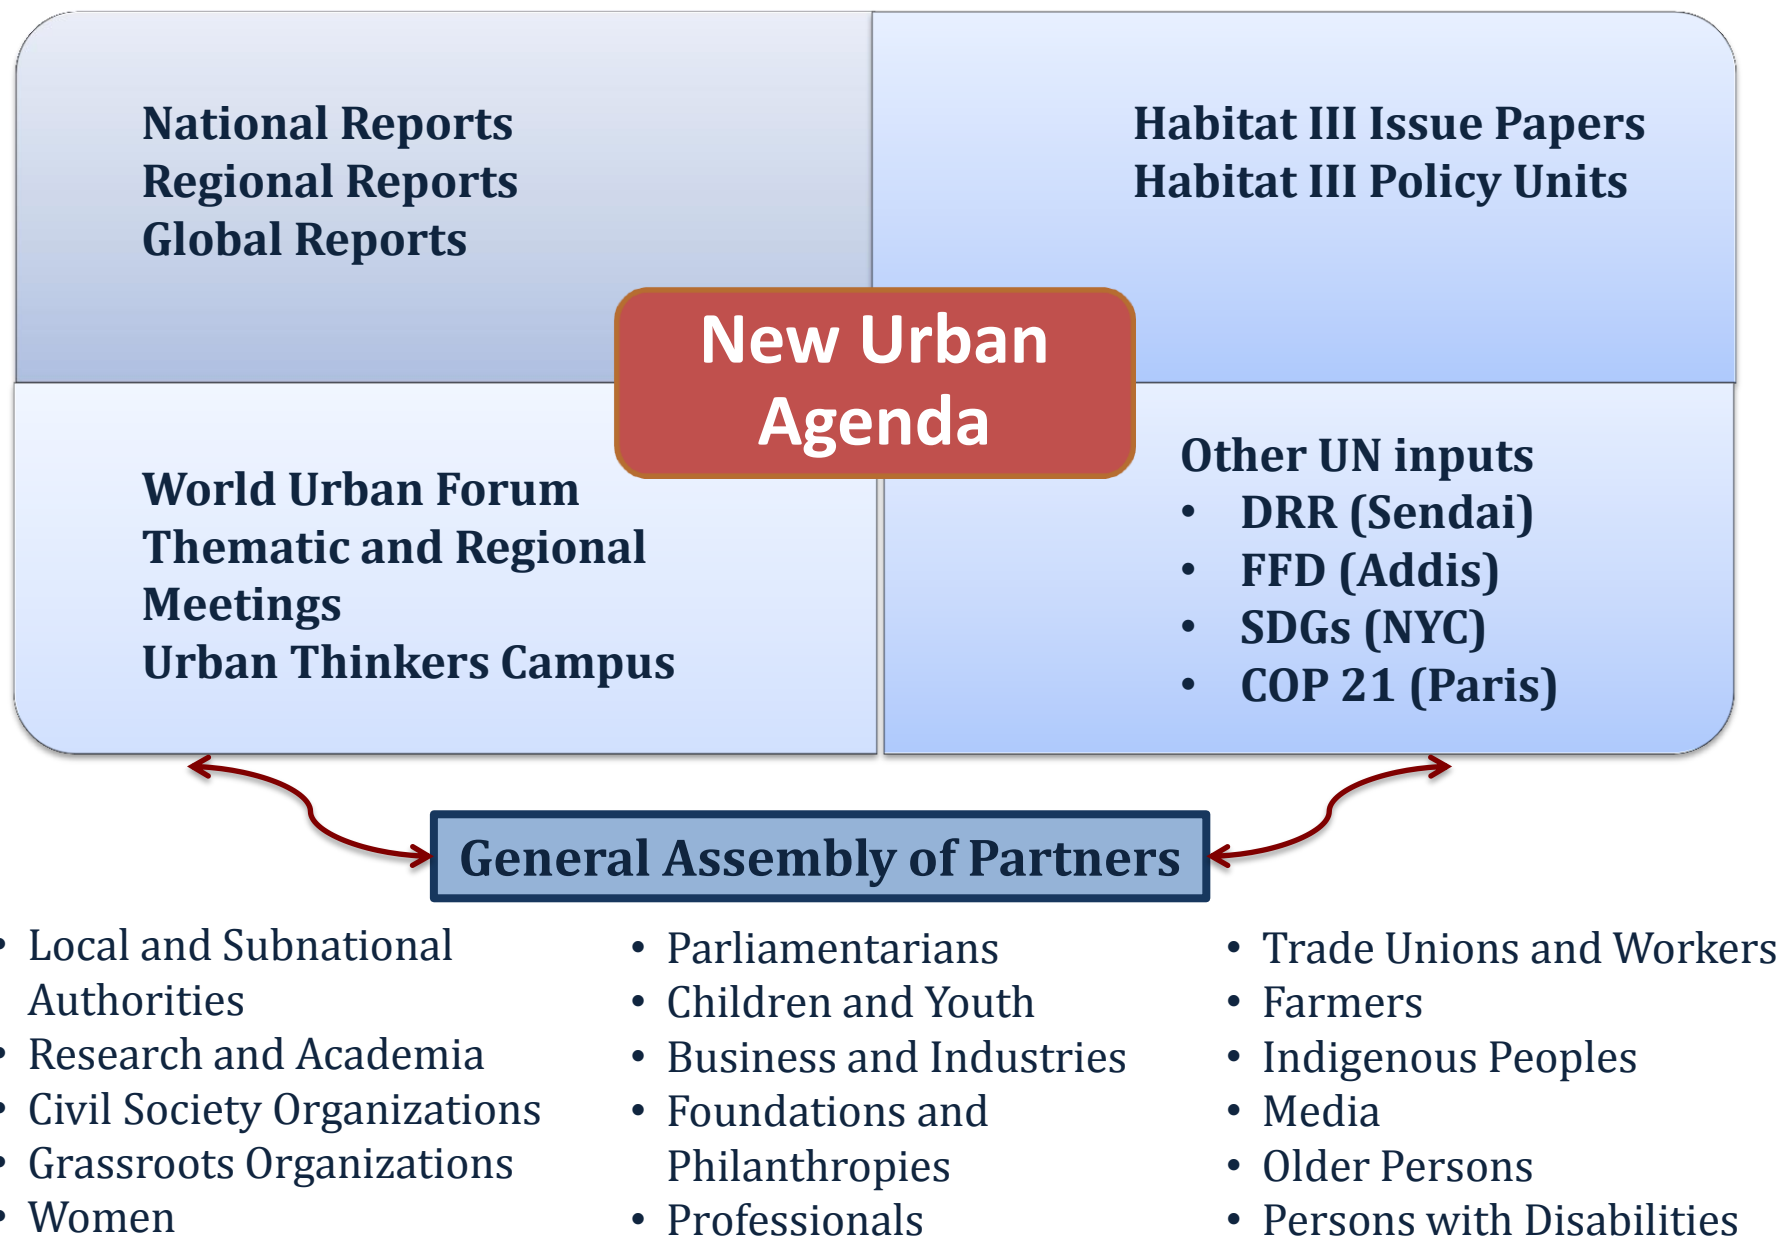 National Reports
Regional Reports
Global Reports
Habitat III Issue Papers
Habitat III Policy Units
New Urban
Agenda
World Urban Forum
Thematic and Regional
Meetings
Urban Thinkers Campus
Other UN inputs
• DRR (Sendai)
• FFD (Addis)
• SDGs (NYC)
• COP 21 (Paris)
General Assembly of Partners
• Local and Subnational
Authorities
• Research and Academia
• Civil Society Organizations
• Grassroots Organizations
• Women
• Parliamentarians
• Children and Youth
• Business and Industries
• Foundations and
Philanthropies
• Professionals
• Trade Unions and Workers
• Farmers
• Indigenous Peoples
• Media
• Older Persons
• Persons with Disabilities